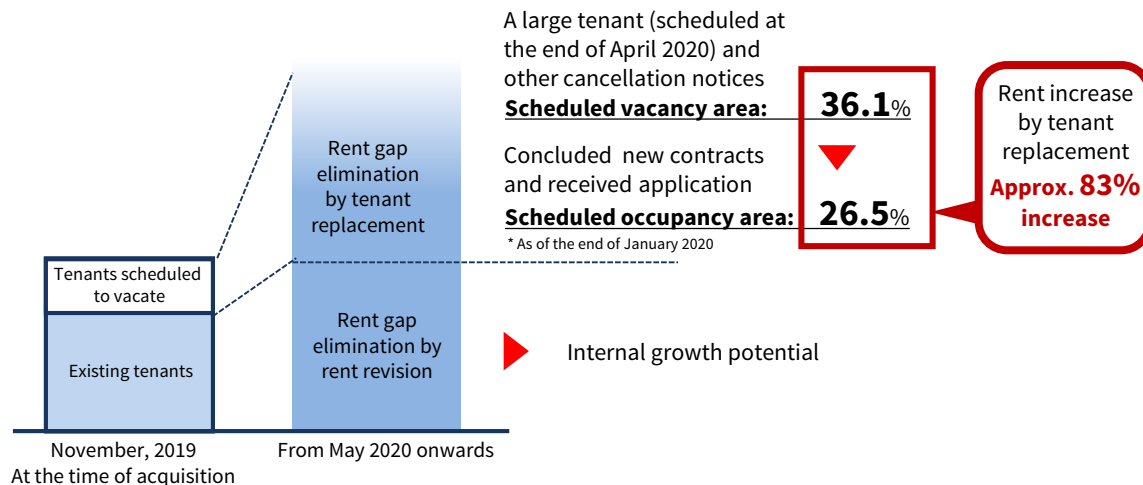 A large tenant (scheduled at
the end of April 2020) and
other cancellation notices
Scheduled vacancy area: 36.1%
Concluded new contracts
and received application
Scheduled occupancy area: 26.5%
* As of the end of January 2020
Rent increase
by tenant
replacement
Approx. 83%
increase
Rent gap
elimination
by tenant
replacement
Tenants scheduled
to vacate
Existing tenants
Rent gap
elimination by
rent revision
Internal growth potential
November, 2019
At the time of acquisition
From May 2020 onwards